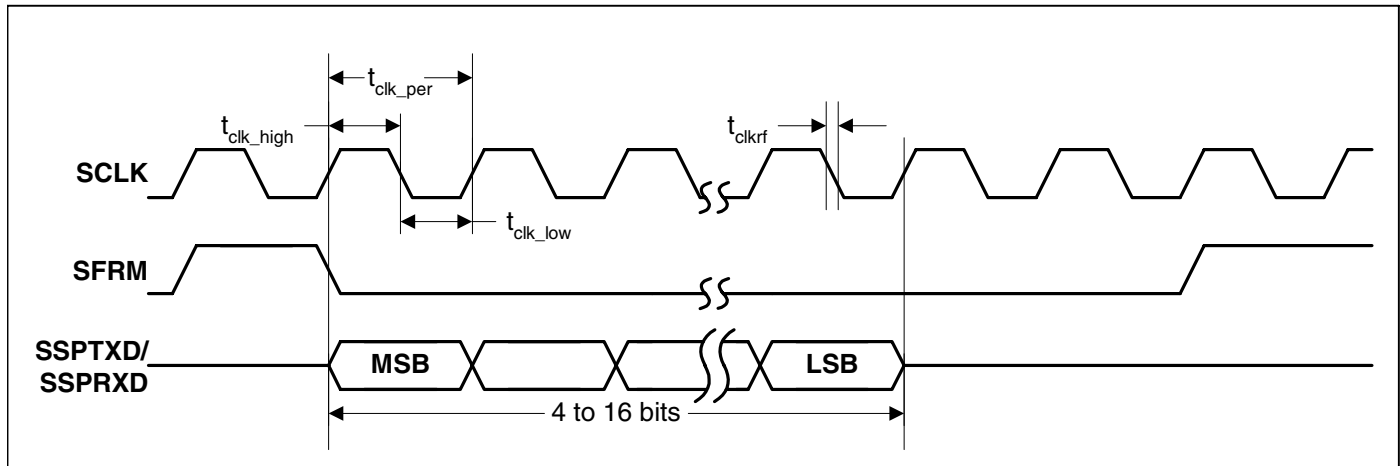 t_clk_per
t_clk_high
t_clkrf
SCLK
t_clk_low
SFRM
SSPTXD/
SSPRXD
MSB
LSB
4 to 16 bits